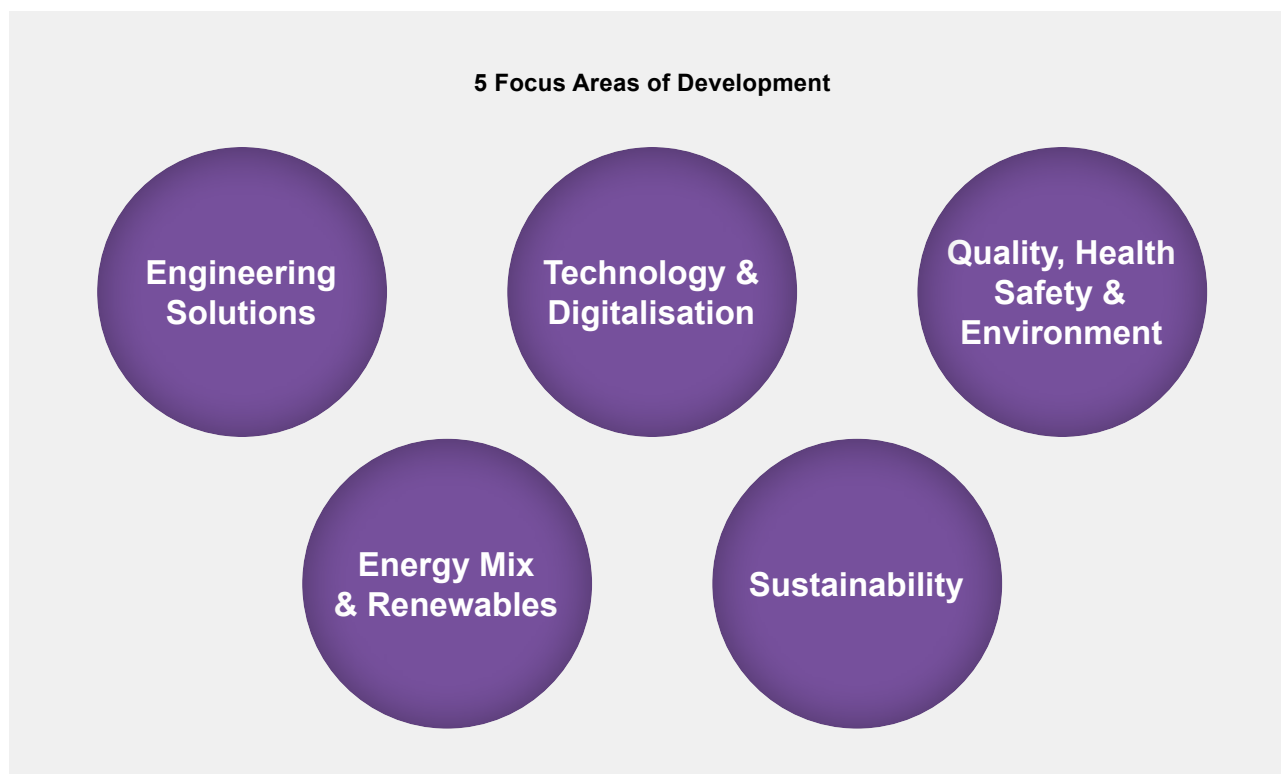 5 Focus Areas of Development
Engineering
Solutions
Technology &
Digitalisation
Quality, Health
Safety &
Environment
Energy Mix
& Renewables
Sustainability